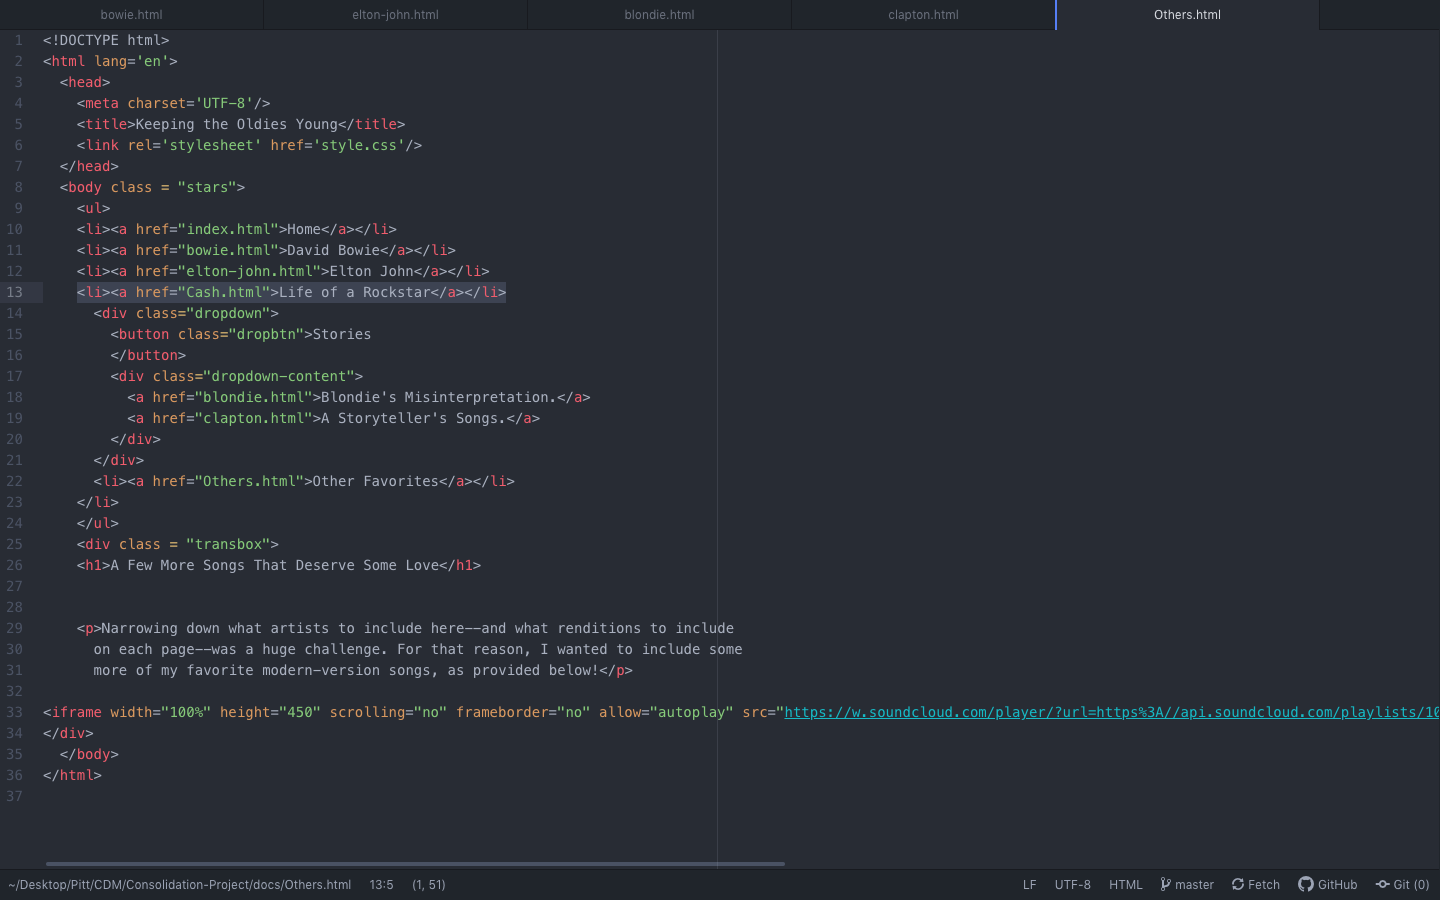 bowie.html elton-john.html blondie.html clapton.html Others.html
1 <!DOCTYPE html>
2 <html lang='en'>
3 <head>
4 <meta charset='UTF-8'/>
5 <title>Keeping the Oldies Young</title>
6 <link rel='stylesheet' href='style.css'/>
7 </head>
8 <body class = "stars">
9 <ul>
10 <li><a href="index.html">Home</a></li>
11 <li><a href="bowie.html">David Bowie</a></li>
12 <li><a href="elton-john.html">Elton John</a></li>
13 <li><a href="Cash.html">Life of a Rockstar</a></li>
14 <div class="dropdown">
15 <button class="dropbtn">Stories
16 </button>
17 <div class="dropdown-content">
18 <a href="blondie.html">Blondie's Misinterpretation.</a>
19 <a href="clapton.html">A Storyteller's Songs.</a>
20 </div>
21 </div>
22 <li><a href="Others.html">Other Favorites</a></li>
23 </li>
24 </ul>
25 <div class = "transbox">
26 <h1>A Few More Songs That Deserve Some Love</h1>
27
28
29 <p>Narrowing down what artists to include here--and what renditions to include
30 on each page--was a huge challenge. For that reason, I wanted to include some
31 more of my favorite modern-version songs, as provided below!</p>
32
33 <iframe width="100%" height="450" scrolling="no" frameborder="no" allow="autoplay" src="https://w.soundcloud.com/player/?url=https%3A//api.soundcloud.com/playlists/10
34 </div>
35 </body>
36 </html>
37
~/Desktop/Pitt/CDM/Consolidation-Project/docs/Others.html 13:5 (1, 51) LF UTF-8 HTML master Fetch GitHub Git (0)